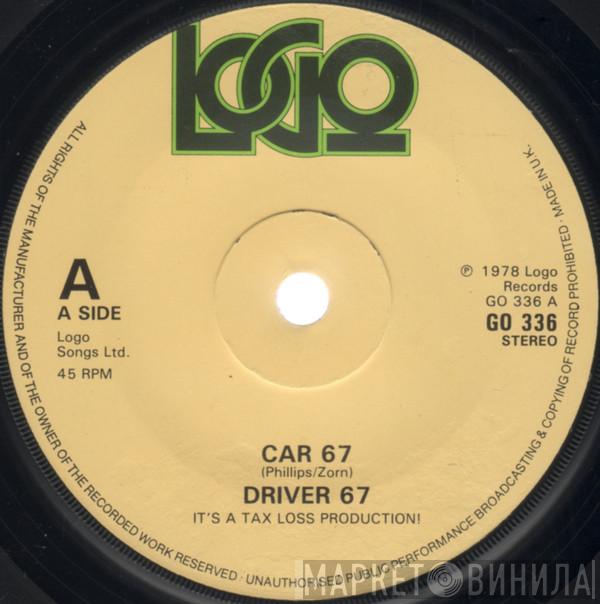 LOGO
ALL RIGHTS OF THE MANUFACTURER AND OF THE OWNER OF THE RECORDED WORK RESERVED · UNAUTHORISED PUBLIC PERFORMANCE BROADCASTING & COPYING OF RECORD PROHIBITED · MADE IN U.K.
A
A SIDE
Logo
Songs Ltd.
45 RPM
℗ 1978 Logo
Records
GO 336 A
GO 336
STEREO
CAR 67
(Phillips/Zorn)
DRIVER 67
IT'S A TAX LOSS PRODUCTION!
МАРКЕТ ВИНИЛА